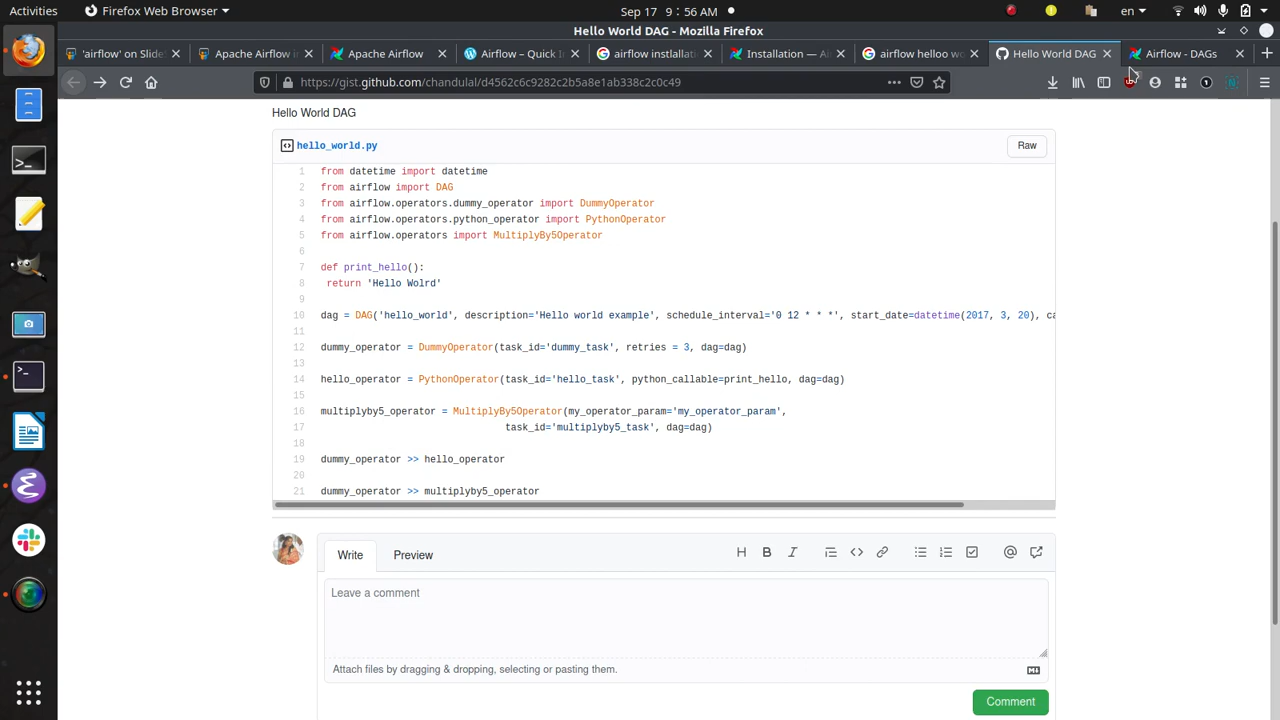 Activities
Firefox Web Browser
Sep 17 9:56 AM
en
Hello World DAG - Mozilla Firefox
'airflow' on Slide
Apache Airflow i
Apache Airflow
Airflow – Quick
airflow instllatio
Installation — Ai
airflow helloo wo
Hello World DAG
Airflow - DAGs
https://gist.github.com/chandulal/d4562c6c9282c2b5a8e1ab338c2c0c49
Hello World DAG
hello_world.py
Raw
1 from datetime import datetime
2 from airflow import DAG
3 from airflow.operators.dummy_operator import DummyOperator
4 from airflow.operators.python_operator import PythonOperator
5 from airflow.operators import MultiplyBy5Operator
6
7 def print_hello():
8 return 'Hello Wolrd'
9
10 dag = DAG('hello_world', description='Hello world example', schedule_interval='0 12 * * *', start_date=datetime(2017, 3, 20), ca
11
12 dummy_operator = DummyOperator(task_id='dummy_task', retries = 3, dag=dag)
13
14 hello_operator = PythonOperator(task_id='hello_task', python_callable=print_hello, dag=dag)
15
16 multiplyby5_operator = MultiplyBy5Operator(my_operator_param='my_operator_param',
17 task_id='multiplyby5_task', dag=dag)
18
19 dummy_operator >> hello_operator
20
21 dummy_operator >> multiplyby5_operator
Write
Preview
Leave a comment
Attach files by dragging & dropping, selecting or pasting them.
Comment